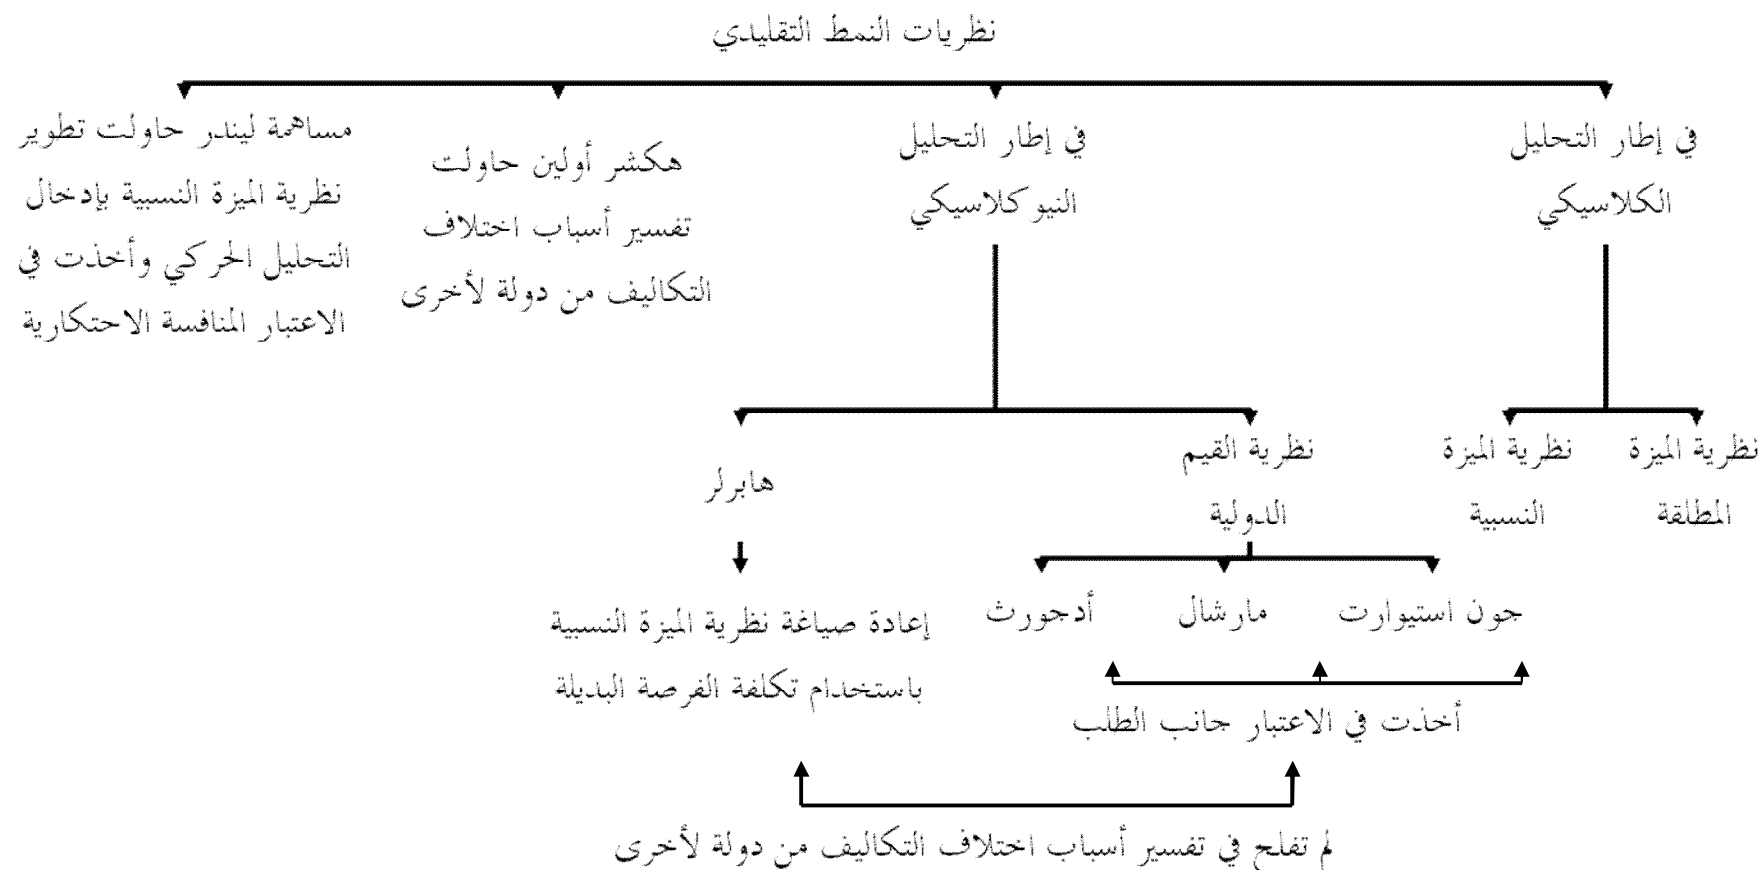 نظريات النمط التقليدي
في إطار التحليل
الكلاسيكي
في إطار التحليل
النيوكلاسيكي
هكشر أولين حاولت
تفسير أسباب اختلاف
التكاليف من دولة لأخرى
مساهمة ليندر حاولت تطوير
نظرية الميزة النسبية بإدخال
التحليل الحركي وأخذت في
الاعتبار المنافسة الاحتكارية
نظرية الميزة
المطلقة
نظرية الميزة
النسبية
نظرية القيم
الدولية
هابرلر
جون استيوارت
مارشال
أدجورث
إعادة صياغة نظرية الميزة النسبية
باستخدام تكلفة الفرصة البديلة
أخذت في الاعتبار جانب الطلب
لم تفلح في تفسير أسباب اختلاف التكاليف من دولة لأخرى